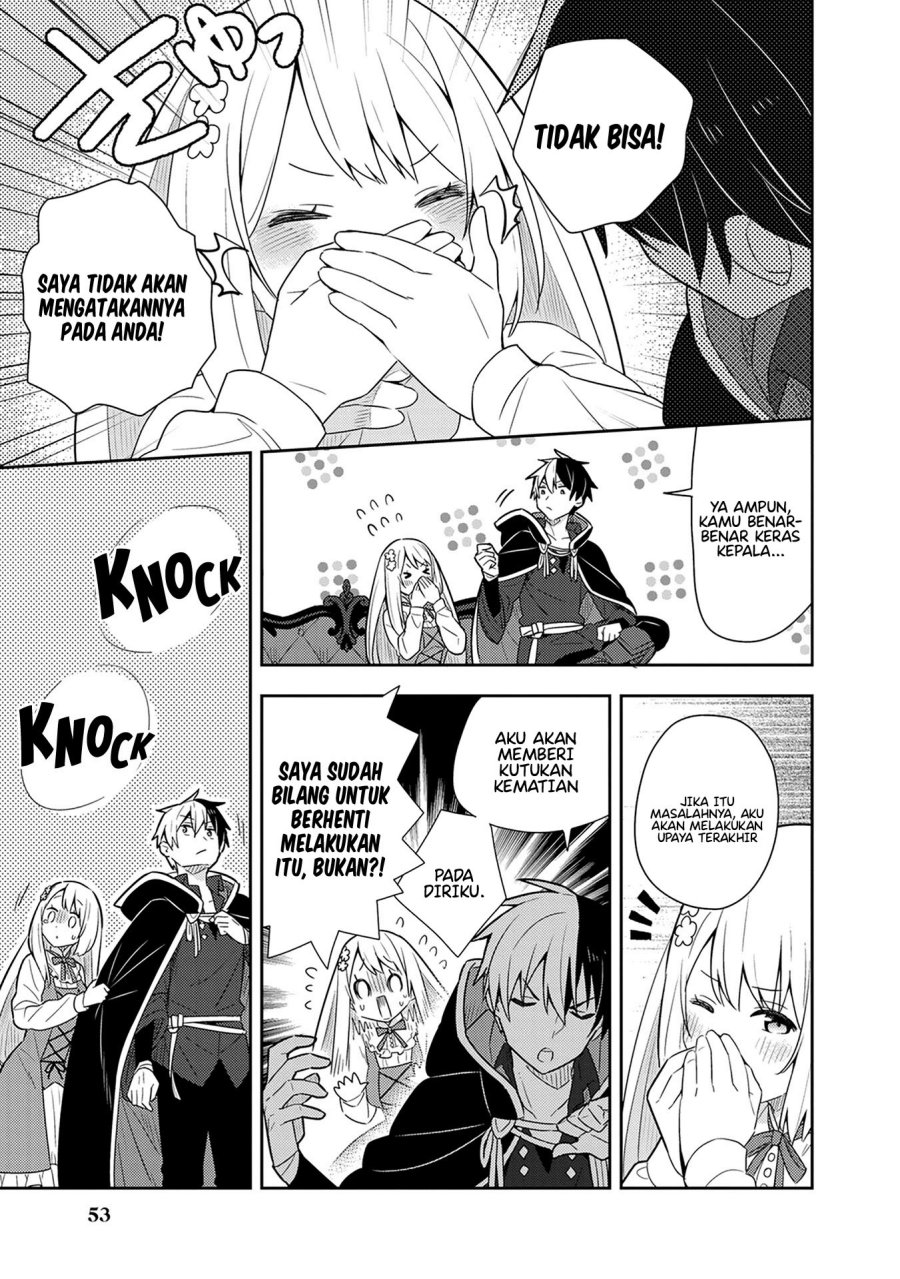 TIDAK BISA!
ぎゅっ
SAYA TIDAK AKAN
MENGATAKANNYA
PADA ANDA!
YA AMPUN,
KAMU BENAR-
BENAR KERAS
KEPALA...
JIKA ITU
MASALAHNYA, AKU
AKAN MELAKUKAN
UPAYA TERAKHIR
AKU AKAN
MEMBERI
KUTUKAN
KEMATIAN
PADA
DIRIKU.
SAYA SUDAH
BILANG UNTUK
BERHENTI
MELAKUKAN
ITU, BUKAN?!
KNOCK
KNOCK
53